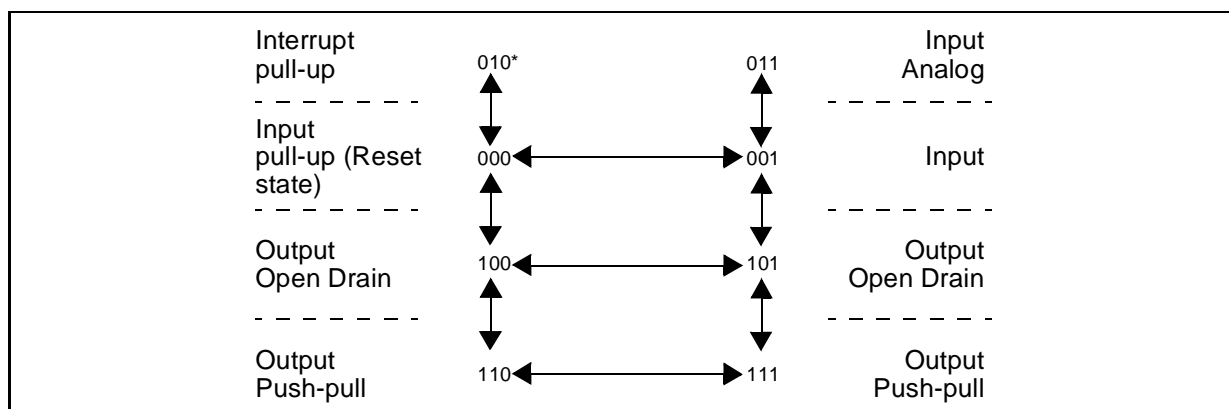 Interrupt
pull-up
010*
011
Input
Analog
Input
pull-up (Reset
state)
000
001
Input
Output
Open Drain
100
101
Output
Open Drain
Output
Push-pull
110
111
Output
Push-pull